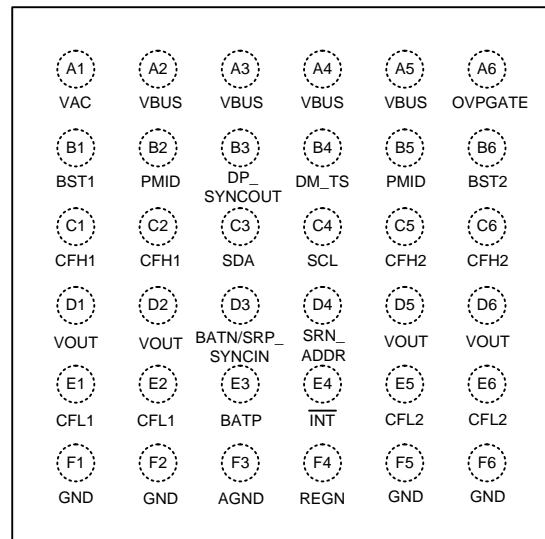 A1 A2 A3 A4 A5 A6
VAC VBUS VBUS VBUS VBUS OVPGATE
B1 B2 B3 B4 B5 B6
BST1 PMID DP_ DM_TS PMID BST2
SYNCOUT
C1 C2 C3 C4 C5 C6
CFH1 CFH1 SDA SCL CFH2 CFH2
D1 D2 D3 D4 D5 D6
VOUT VOUT BATN/SRP_ SRN_ VOUT VOUT
SYNCIN ADDR
E1 E2 E3 E4 E5 E6
CFL1 CFL1 BATP INT CFL2 CFL2
F1 F2 F3 F4 F5 F6
GND GND AGND REGN GND GND